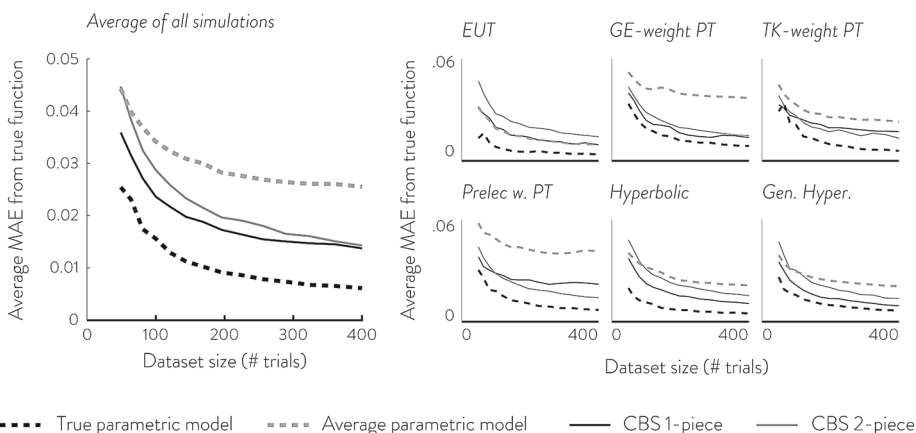 Average of all simulations
Average MAE from true function
0.05
0.04
0.03
0.02
0.01
0
0 100 200 300 400
Dataset size (# trials)
EUT GE-weight PT TK-weight PT
Average MAE from true function
.06
0
Prelec w. PT Hyperbolic Gen. Hyper.
.06
0
0 400 0 400 0 400
Dataset size (# trials)
True parametric model Average parametric model CBS 1-piece CBS 2-piece